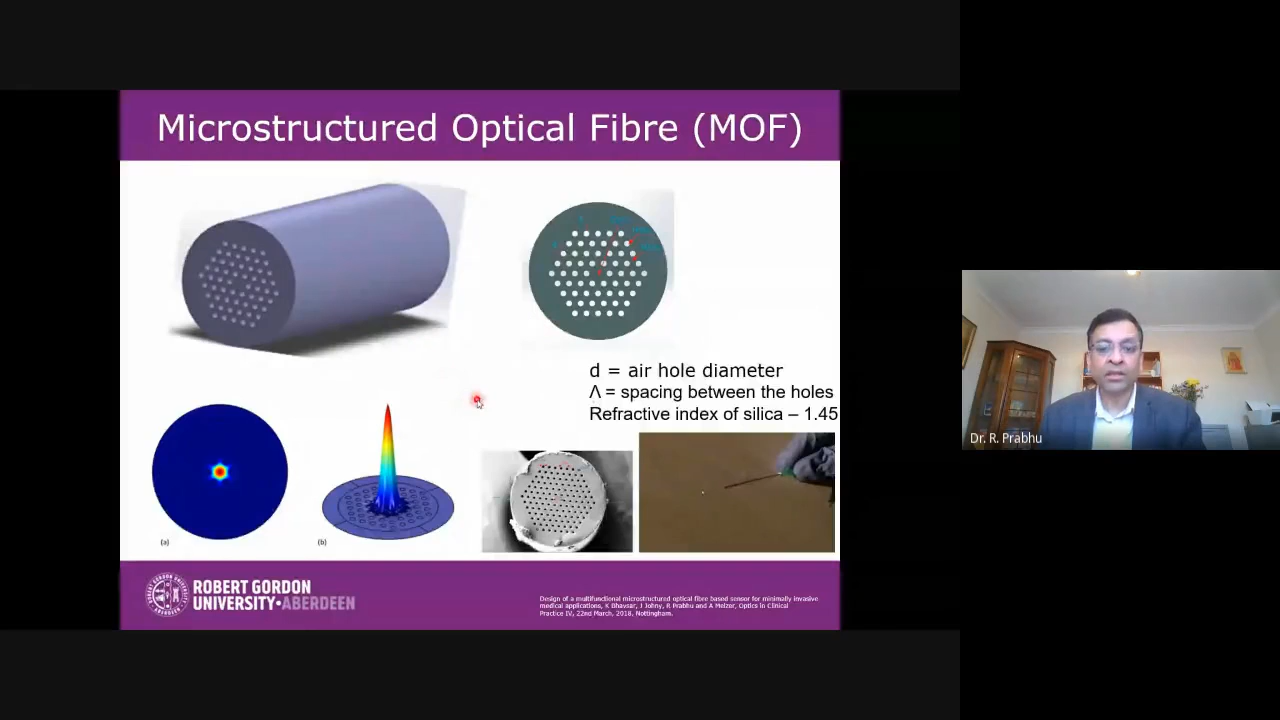 Microstructured Optical Fibre (MOF)
d = air hole diameter
Λ = spacing between the holes
Refractive index of silica – 1.45
(a)
(b)
ROBERT GORDON
UNIVERSITY•ABERDEEN
Design of a multifunctional microstructured optical fibre based sensor for minimally invasive
medical applications, K Bhavsar, J Johny, R Prabhu and A Melzer, Optics in Clinical
Practice IV, 22nd March, 2018, Nottingham.
Dr. R. Prabhu